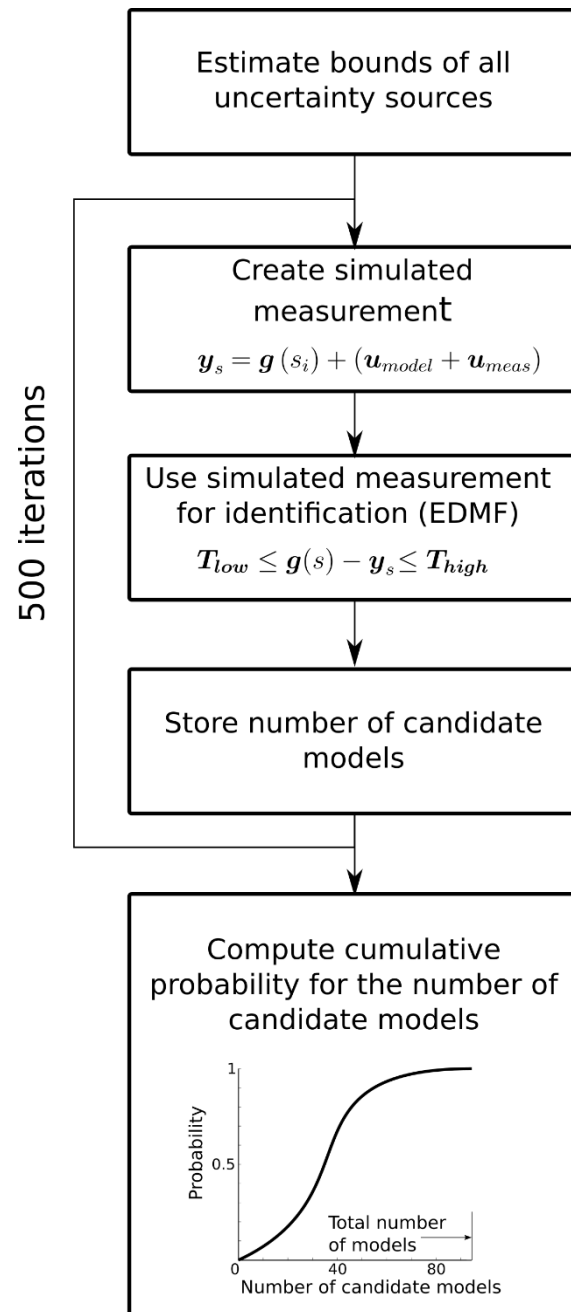 Estimate bounds of all
uncertainty sources
500 iterations
Create simulated
measurement
y_s = g (s_i) + (u_model + u_meas)
Use simulated measurement
for identification (EDMF)
T_low ≤ g(s) − y_s ≤ T_high
Store number of candidate
models
Compute cumulative
probability for the number of
candidate models
1
0.5
Probability
Total number
of models
0 40 80
Number of candidate models